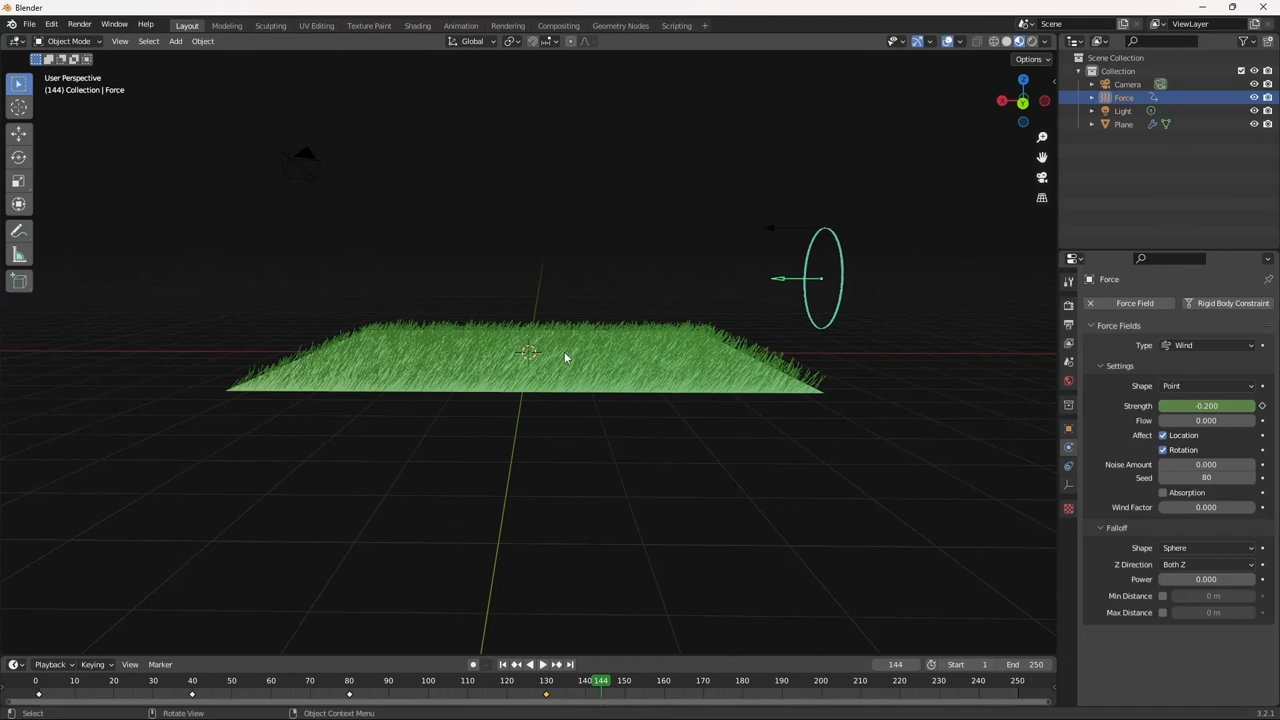 Blender
File Edit Render Window Help Layout Modeling Sculpting UV Editing Texture Paint Shading Animation Rendering Compositing Geometry Nodes Scripting + Scene ViewLayer
Object Mode View Select Add Object Global
Options
User Perspective
(144) Collection | Force
Z
X
Y
Scene Collection
Collection
Camera
Force
Light
Plane
Force
Force Field Rigid Body Constraint
Force Fields
Type Wind
Settings
Shape Point
Strength -0.200
Flow 0.000
Affect Location
Rotation
Noise Amount 0.000
Seed 80
Absorption
Wind Factor 0.000
Falloff
Shape Sphere
Z Direction Both Z
Power 0.000
Min Distance 0 m
Max Distance 0 m
Playback Keying View Marker 144 Start 1 End 250
0 10 20 30 40 50 60 70 80 90 100 110 120 130 140 144 150 160 170 180 190 200 210 220 230 240 250
Select Rotate View Object Context Menu 3.2.1